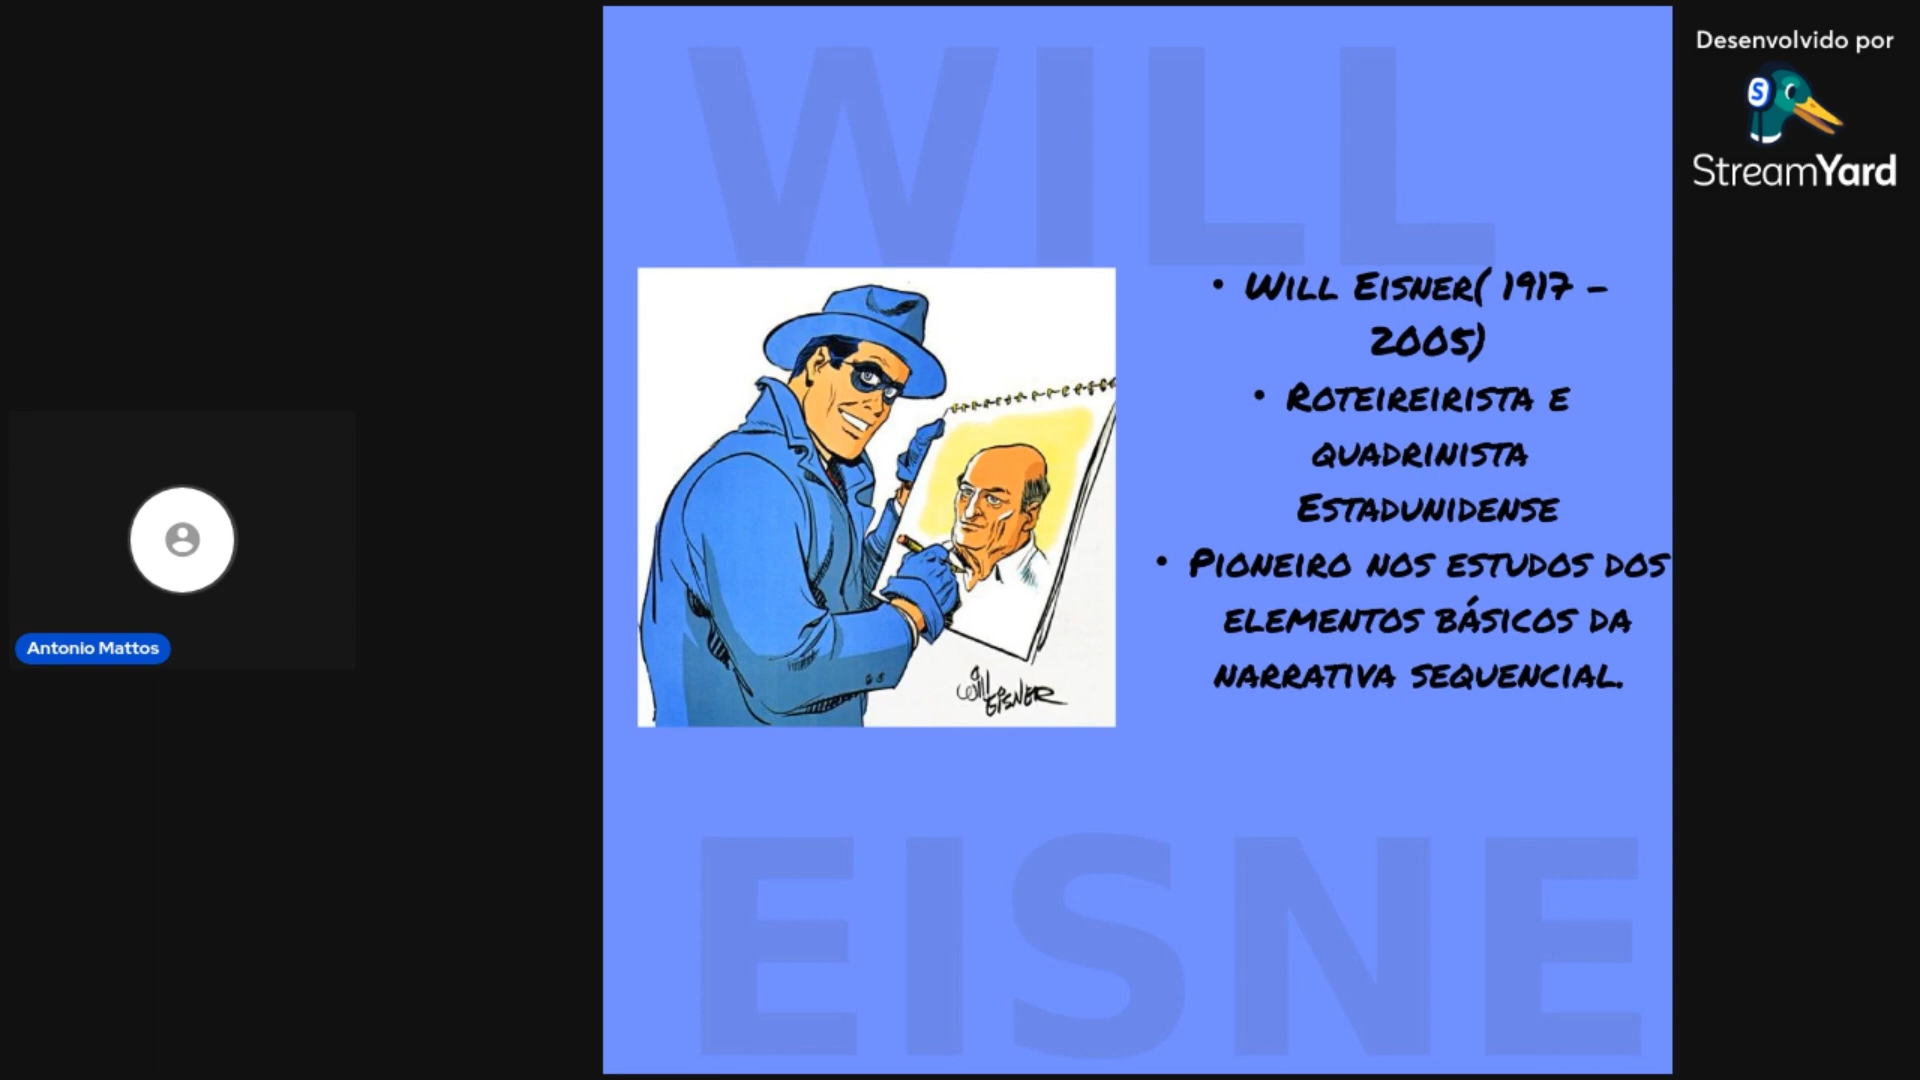 Desenvolvido por
S
StreamYard
WILL
• Will Eisner( 1917 -
2005)
• Roteireirista e
quadrinista
Estadunidense
• Pioneiro nos estudos dos
elementos básicos da
narrativa sequencial.
Will
EISNER
Antonio Mattos
EISNE